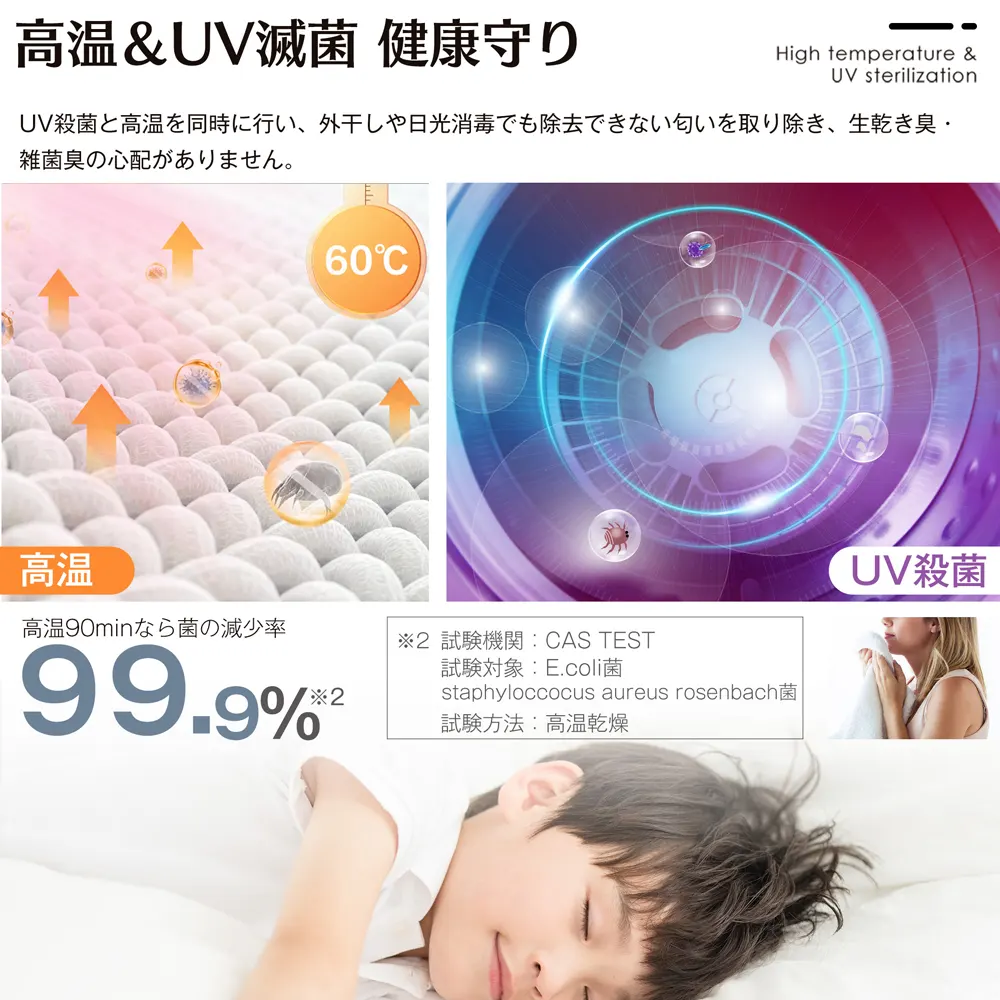 高温＆UV滅菌 健康守り
High temperature &
UV sterilization
UV殺菌と高温を同時に行い、外干しや日光消毒でも除去できない匂いを取り除き、生乾き臭・
雑菌臭の心配がありません。
60℃
高温
UV殺菌
高温90minなら菌の減少率
99.9%※2
※2 試験機関：CAS TEST
試験対象：E.coli菌
staphyloccocus aureus rosenbach菌
試験方法：高温乾燥